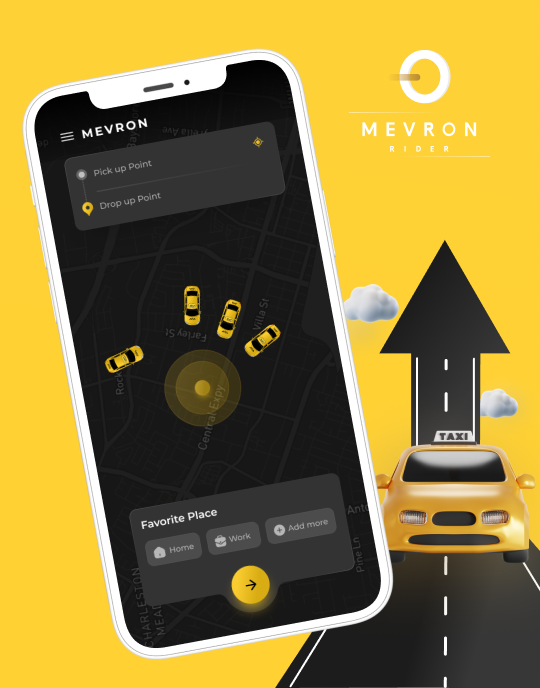 MEVRON
Pick up Point
Drop up Point
Villa St
Farley St
Rock
Central Expy
Favorite Place
Home
Work
Add more
Pine Ln
CHARLESTON
MEAD
MEVRON
RIDER
TAXI